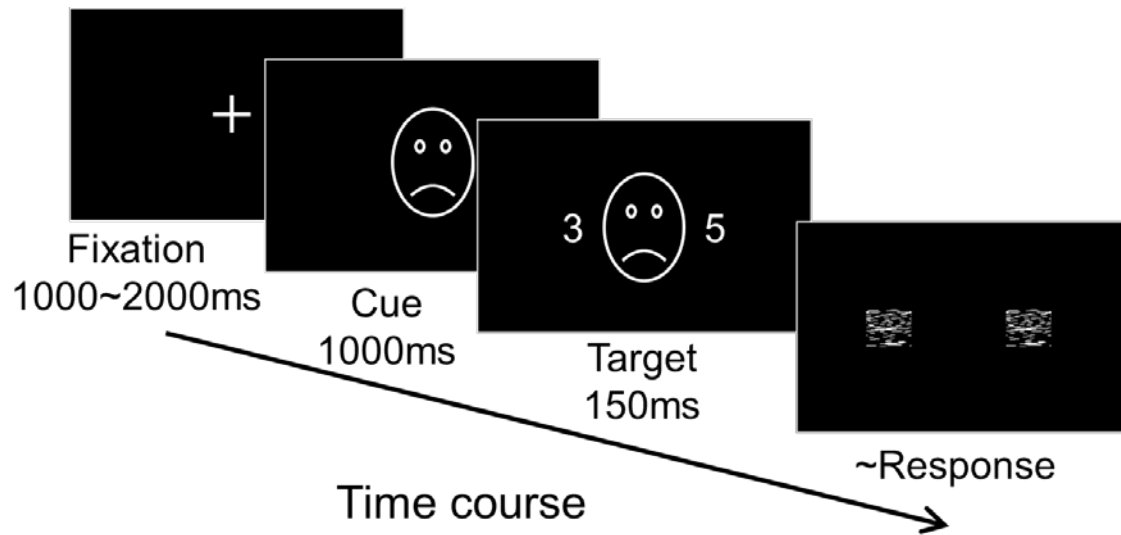 Fixation
1000~2000ms
Cue
1000ms
3 5
Target
150ms
~Response
Time course